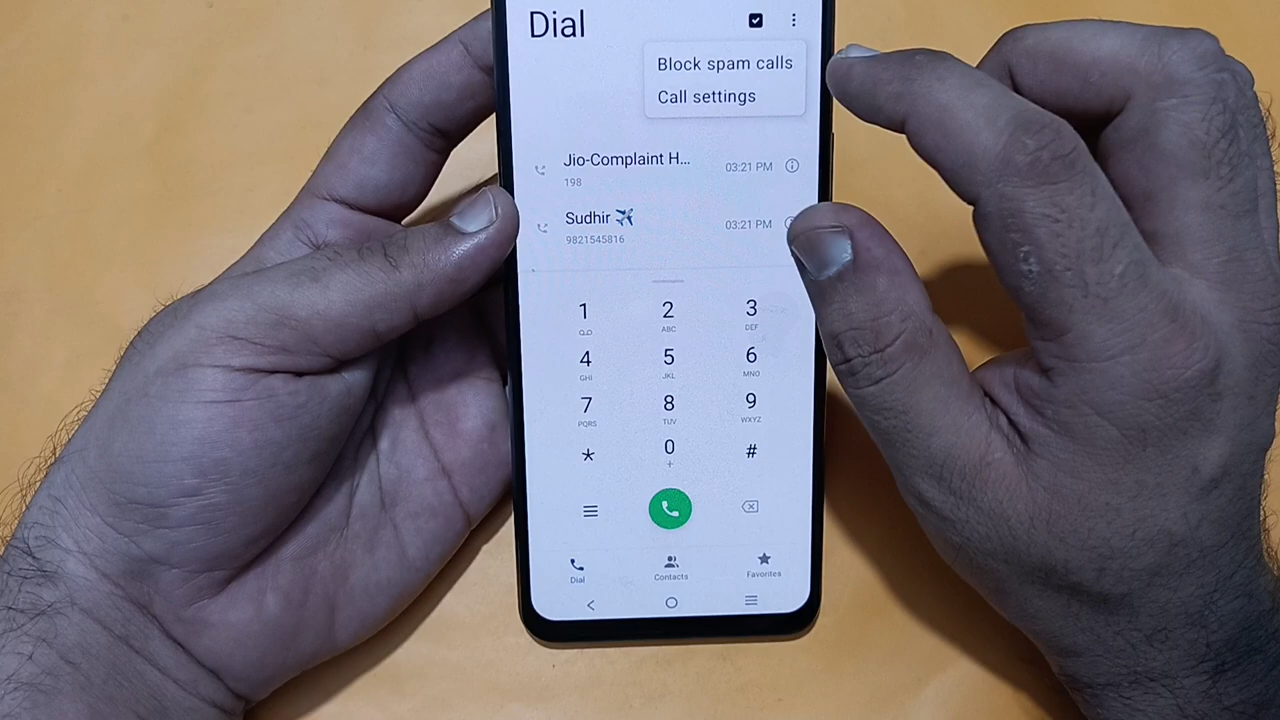 Dial
Block spam calls
Call settings
Jio-Complaint H...
03:21 PM
198
Sudhir ✈
03:21 PM
9821545816
1 2 3
ABC DEF
4 5 6
GHI JKL MNO
7 8 9
PQRS TUV WXYZ
* 0 #
+
Dial Contacts Favorites